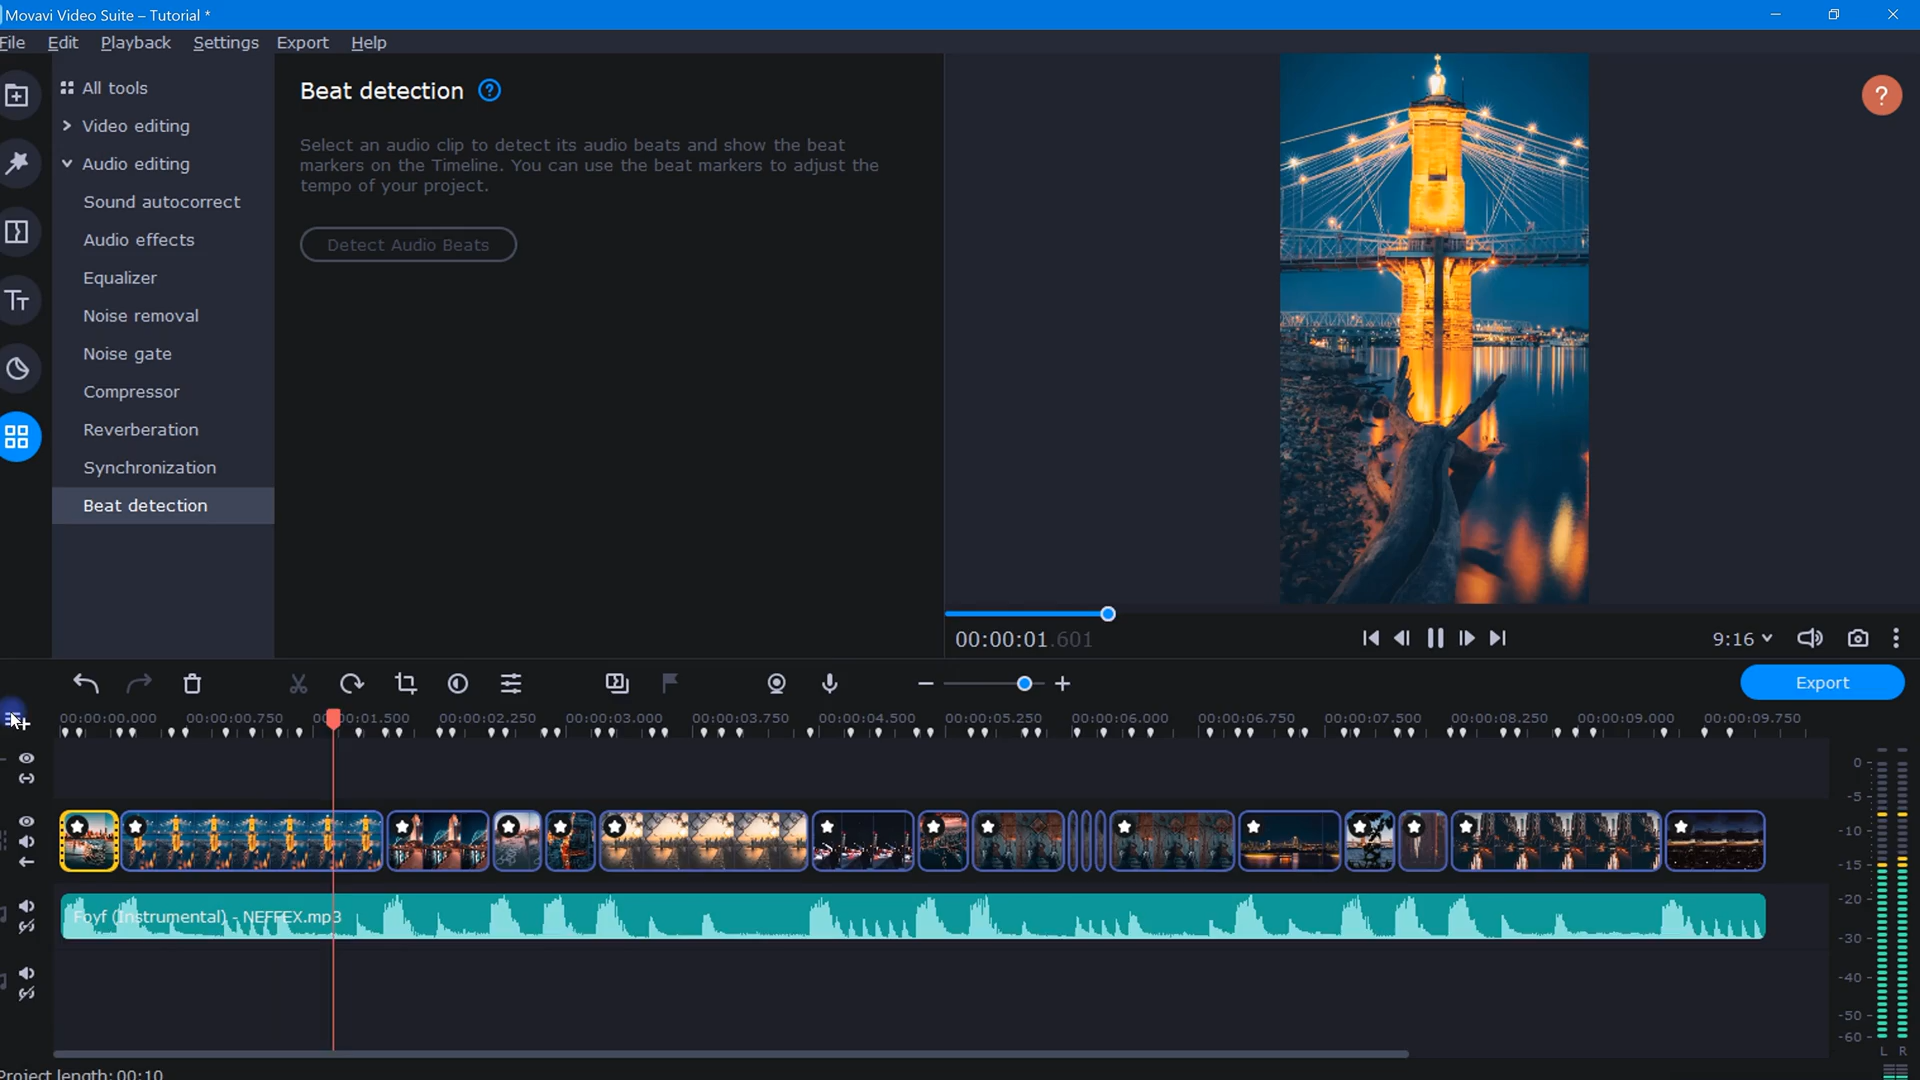 Movavi Video Suite – Tutorial *
File Edit Playback Settings Export Help
All tools
Video editing
Audio editing
Sound autocorrect
Audio effects
Equalizer
Noise removal
Noise gate
Compressor
Reverberation
Synchronization
Beat detection
Beat detection ?
Select an audio clip to detect its audio beats and show the beat
markers on the Timeline. You can use the beat markers to adjust the
tempo of your project.
Detect Audio Beats
?
00:00:01.601
9:16
Export
00:00:00.000 00:00:00.750 00:00:01.500 00:00:02.250 00:00:03.000 00:00:03.750 00:00:04.500 00:00:05.250 00:00:06.000 00:00:06.750 00:00:07.500 00:00:08.250 00:00:09.000 00:00:09.750
Foyf (Instrumental) - NEFFEX.mp3
0
-5
-10
-15
-20
-30
-40
-50
-60
L R
Project length: 00:10